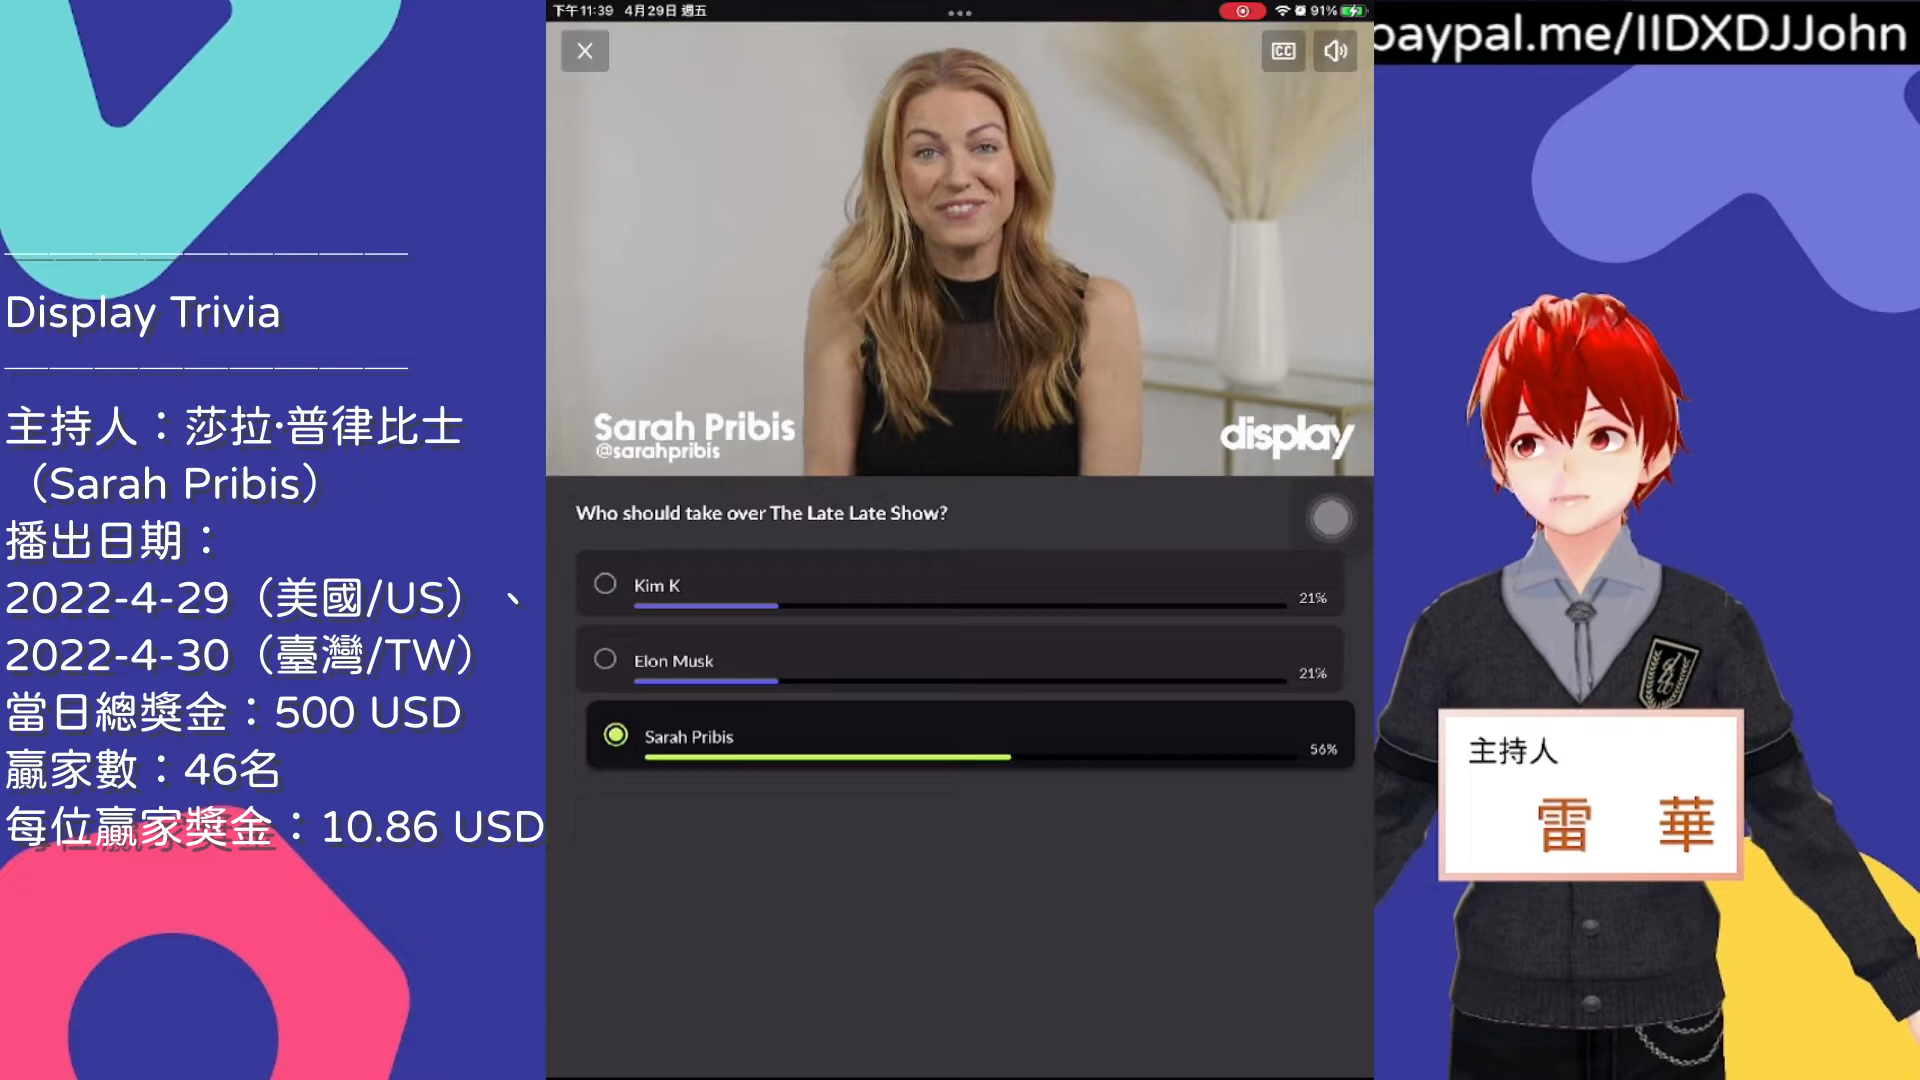 下午11:39 4月29日 週五
91%
paypal.me/IIDXDJJohn
CC
Sarah Pribis
@sarahpribis
display
Display Trivia
主持人：莎拉·普律比士
（Sarah Pribis）
播出日期：
2022-4-29（美國/US）、
2022-4-30（臺灣/TW）
當日總獎金：500 USD
贏家數：46名
每位贏家獎金：10.86 USD
Who should take over The Late Late Show?
Kim K
21%
Elon Musk
21%
Sarah Pribis
56%
主持人
雷 華